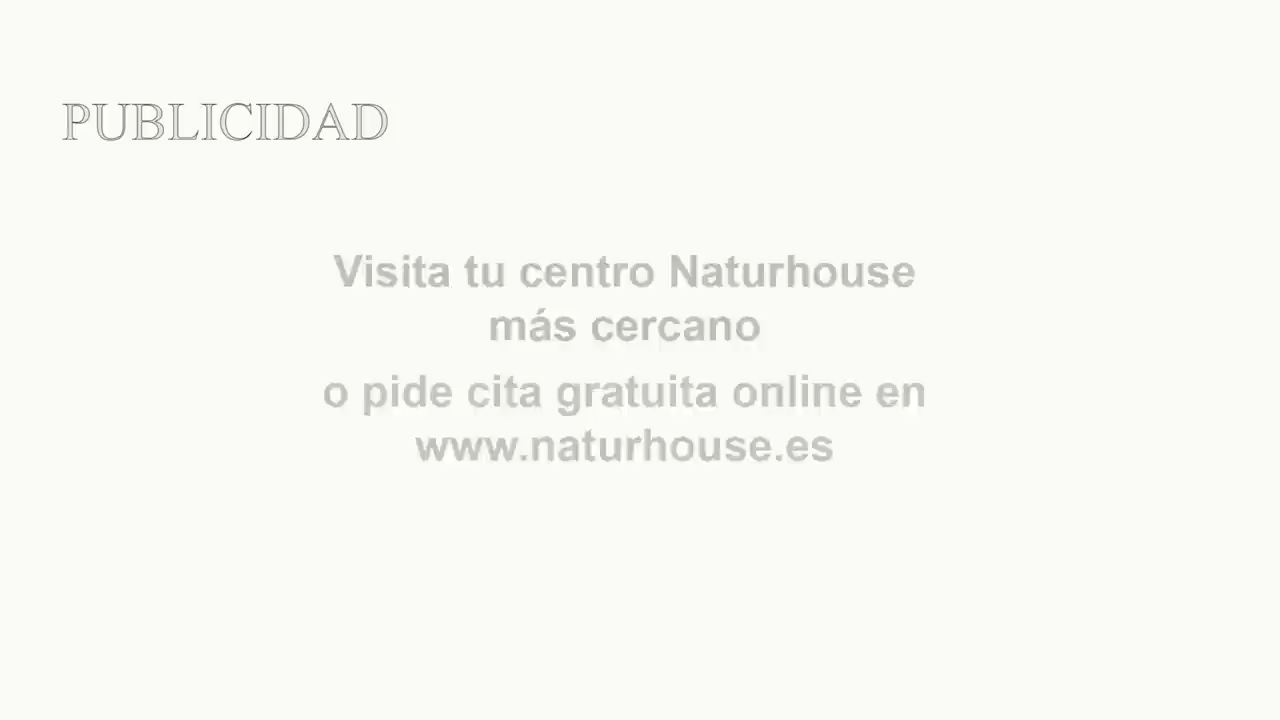 PUBLICIDAD
Visita tu centro Naturhouse
más cercano
o pide cita gratuita online en
www.naturhouse.es